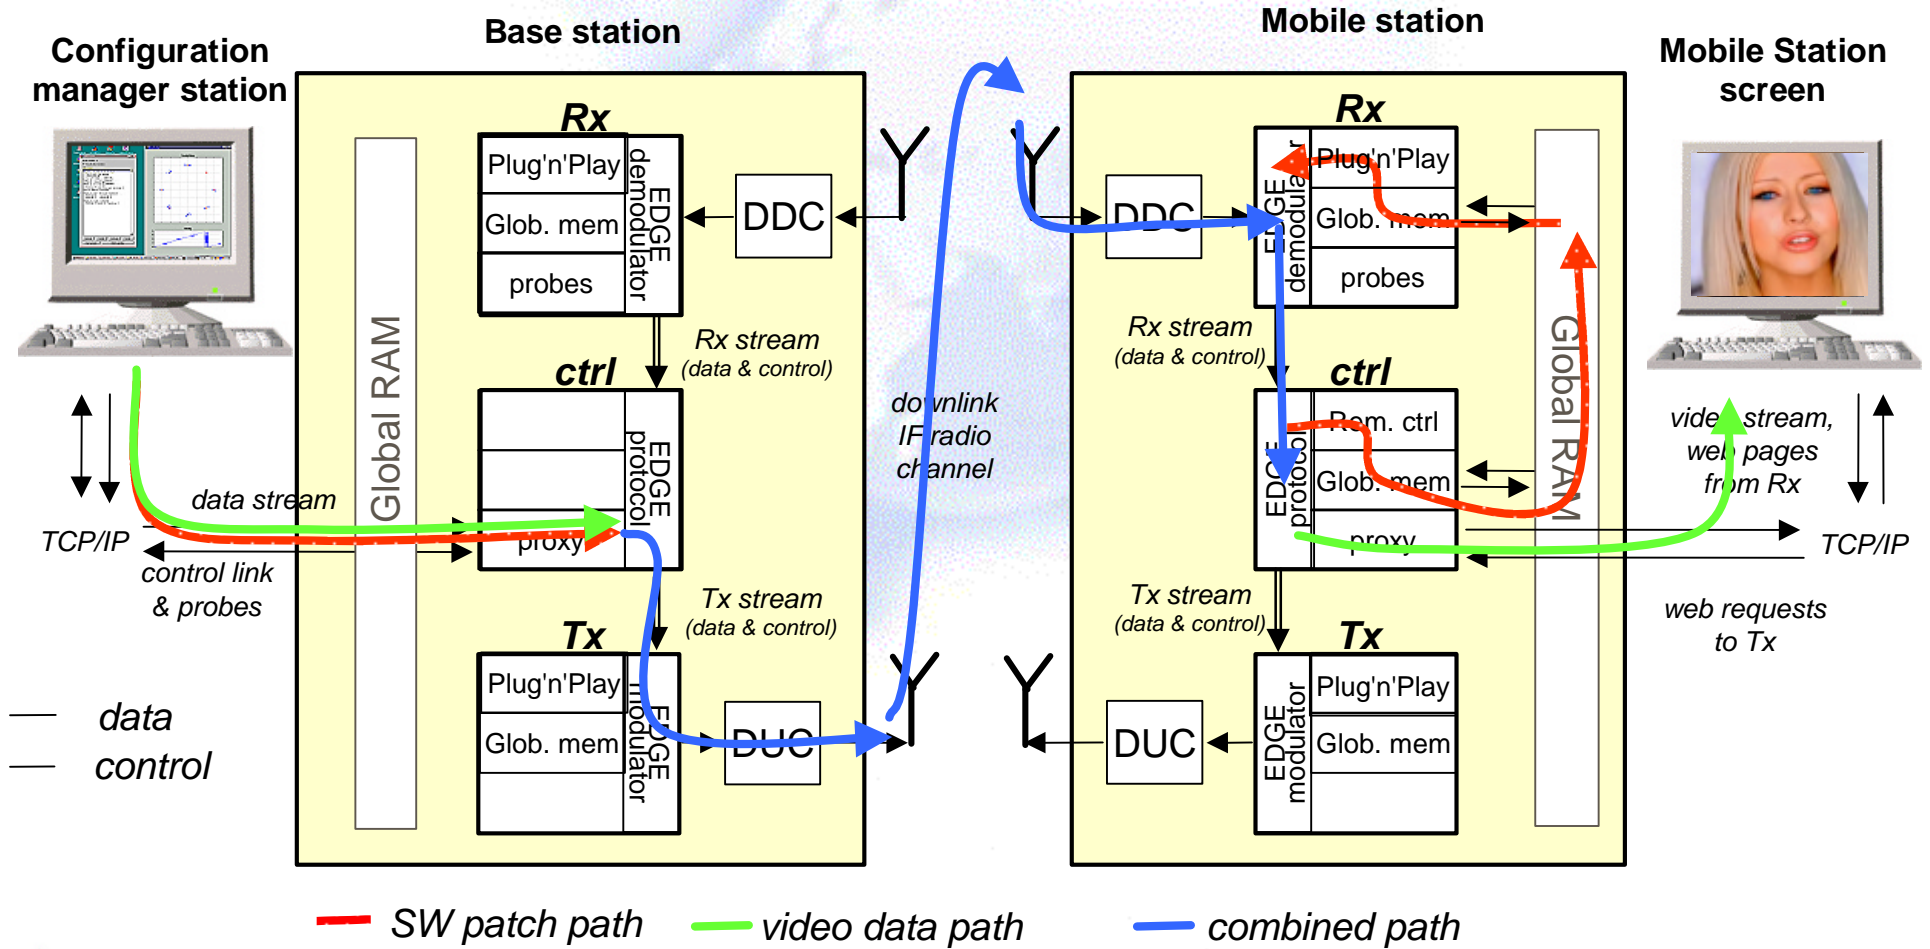 Base station
Mobile station
Configuration
manager station
Mobile Station
screen
Rx
Plug'n'Play
Glob. mem
probes
EDGE
demodulator
DDC
Rx stream
(data & control)
Global RAM
ctrl
EDGE
protocol
proxy
data stream
TCP/IP
control link
& probes
Tx stream
(data & control)
Tx
Plug'n'Play
Glob. mem
EDGE
modulator
DUC
downlink
IF radio
channel
Rx
Plug'n'Play
Glob. mem
probes
EDGE
demodulator
DDC
Rx stream
(data & control)
Global RAM
ctrl
Rem. ctrl
Glob. mem
proxy
EDGE
protocol
Tx stream
(data & control)
Tx
Plug'n'Play
Glob. mem
EDGE
modulator
DUC
video stream,
web pages
from Rx
TCP/IP
web requests
to Tx
data
control
SW patch path
video data path
combined path